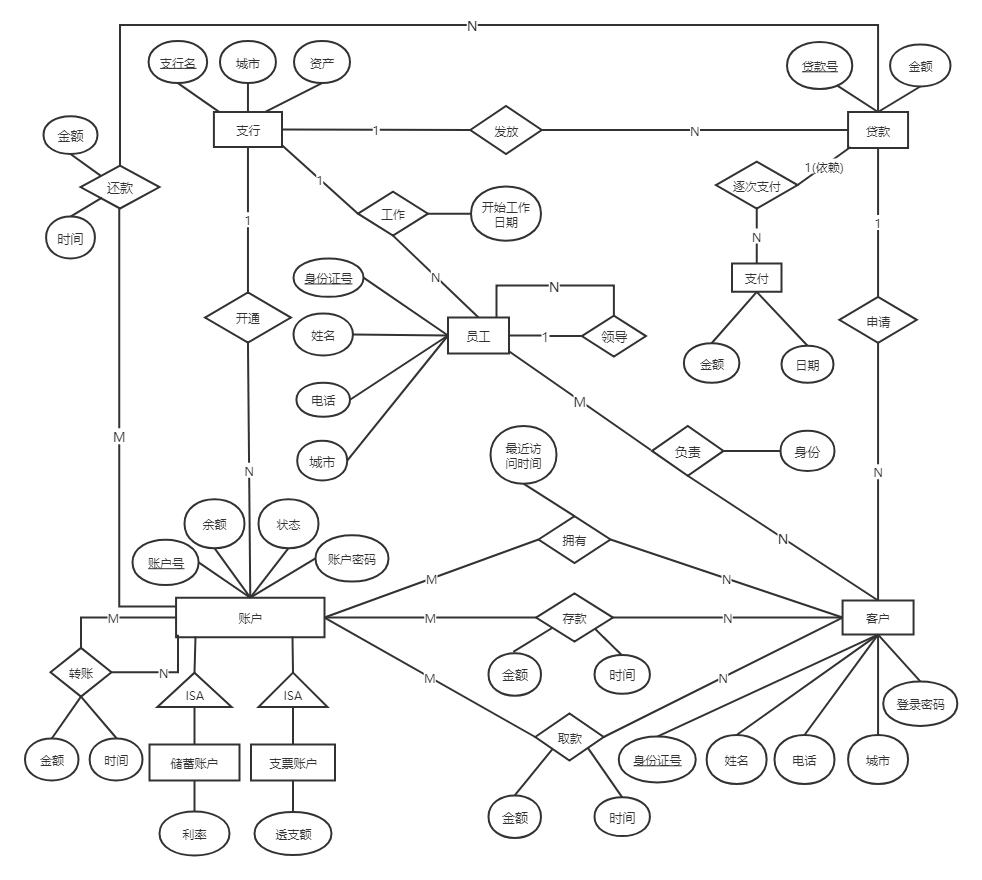 N
支行名
城市
资产
贷款号
金额
支行
1
发放
N
贷款
金额
还款
时间
1
1(依赖)
逐次支付
工作
开始工作
日期
1
N
1
支付
身份证号
N
N
开通
姓名
员工
1
领导
申请
金额
日期
电话
M
M
城市
最近访
问时间
负责
身份
N
N
余额
状态
账户号
账户密码
拥有
N
M
N
账户
M
存款
N
客户
M
转账
N
ISA
ISA
M
金额
时间
N
登录密码
金额
时间
储蓄账户
支票账户
取款
身份证号
姓名
电话
城市
利率
透支额
金额
时间